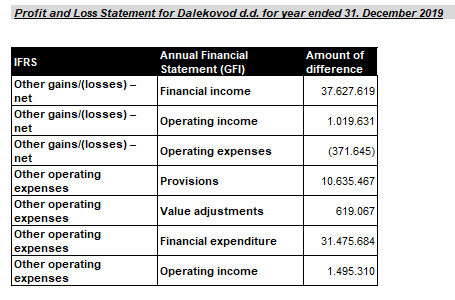 Profit and Loss Statement for Dalekovod d.d. for year ended 31. December 2019
IFRS
Annual Financial
Statement (GFI)
Amount of
difference
Other gains/(losses) –
net
Financial income
37.627.619
Other gains/(losses) –
net
Operating income
1.019.631
Other gains/(losses) –
net
Operating expenses
(371.645)
Other operating
expenses
Provisions
10.635.467
Other operating
expenses
Value adjustments
619.067
Other operating
expenses
Financial expenditure
31.475.684
Other operating
expenses
Operating income
1.495.310